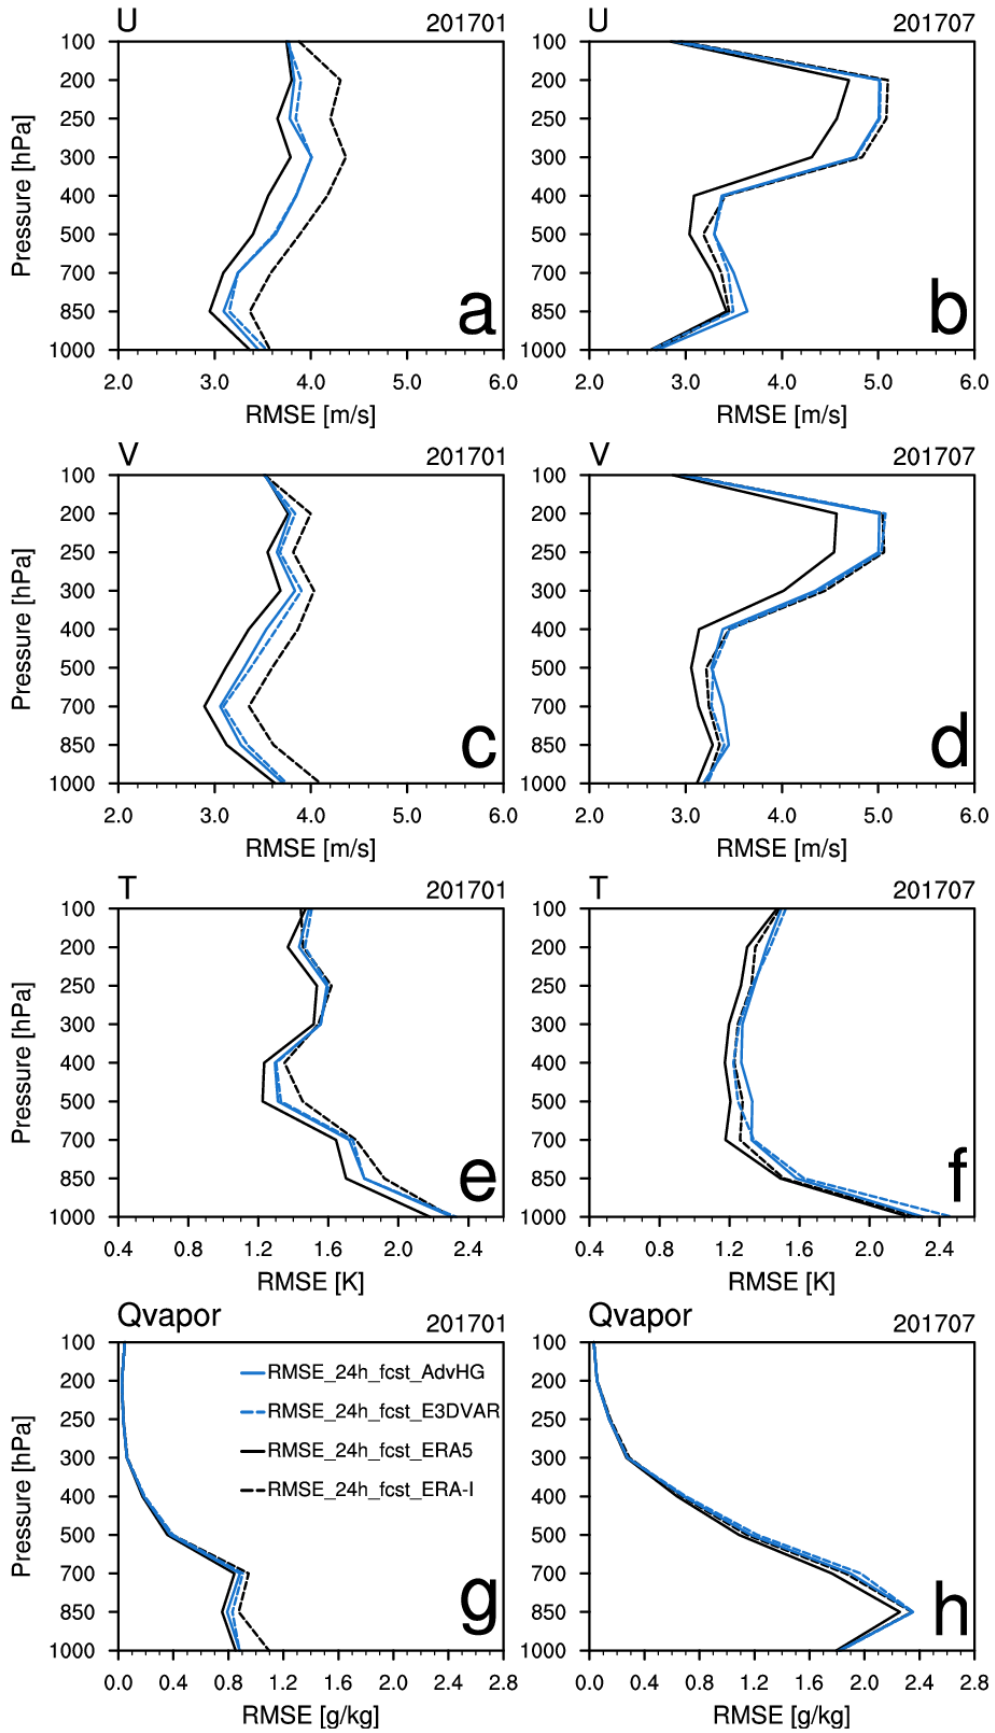 U 201701
100
200
250
300
400
500
700
850
1000
Pressure [hPa]
a
2.0 3.0 4.0 5.0 6.0
RMSE [m/s]
U 201707
100
200
250
300
400
500
700
850
1000
Pressure [hPa]
b
2.0 3.0 4.0 5.0 6.0
RMSE [m/s]
V 201701
100
200
250
300
400
500
700
850
1000
Pressure [hPa]
c
2.0 3.0 4.0 5.0 6.0
RMSE [m/s]
V 201707
100
200
250
300
400
500
700
850
1000
Pressure [hPa]
d
2.0 3.0 4.0 5.0 6.0
RMSE [m/s]
T 201701
100
200
250
300
400
500
700
850
1000
Pressure [hPa]
e
0.4 0.8 1.2 1.6 2.0 2.4
RMSE [K]
T 201707
100
200
250
300
400
500
700
850
1000
Pressure [hPa]
f
0.4 0.8 1.2 1.6 2.0 2.4
RMSE [K]
Qvapor 201701
100
200
250
300
400
500
700
850
1000
Pressure [hPa]
RMSE_24h_fcst_AdvHG
RMSE_24h_fcst_E3DVAR
RMSE_24h_fcst_ERA5
RMSE_24h_fcst_ERA-I
g
0.0 0.4 0.8 1.2 1.6 2.0 2.4 2.8
RMSE [g/kg]
Qvapor 201707
100
200
250
300
400
500
700
850
1000
Pressure [hPa]
h
0.0 0.4 0.8 1.2 1.6 2.0 2.4 2.8
RMSE [g/kg]